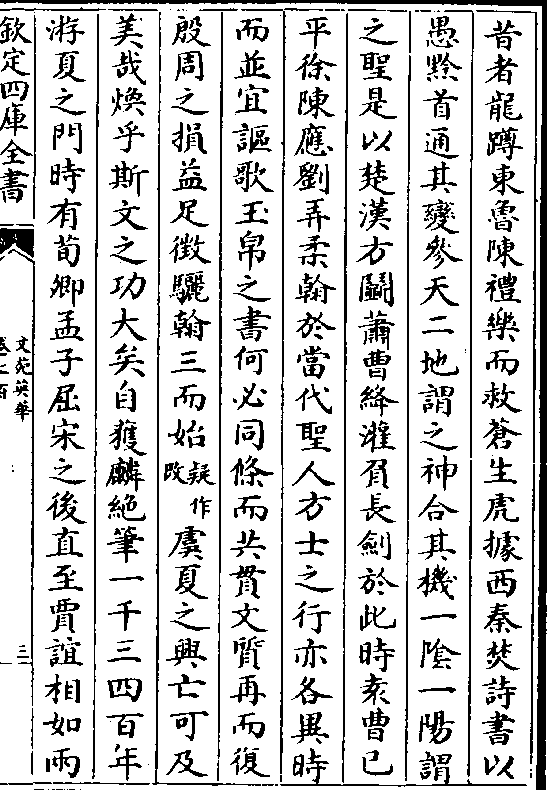 昔者龍蹲東魯陳禮樂而救蒼生虎據西秦焚詩書以
愚黔首通其變參天二地謂之神合其機一陰一陽謂
之聖是以楚漢方鬬蕭曹絳灌屓長劍於此時袁曹已
平徐陳應劉弄柔翰於當代聖人方士之行亦各異時
而並宜謳歌玉帛之書何必同條而共貫文質再而復
殷周之損益足徵驪翰三而始疑作改虞夏之興亡可及
美哉煥乎斯文之功大矣自獲麟絶筆一千三四百年
游夏之門時有荀卿孟子屈宋之後直至賈誼相如兩
欽定四庫全書
文苑英華
卷七百
三